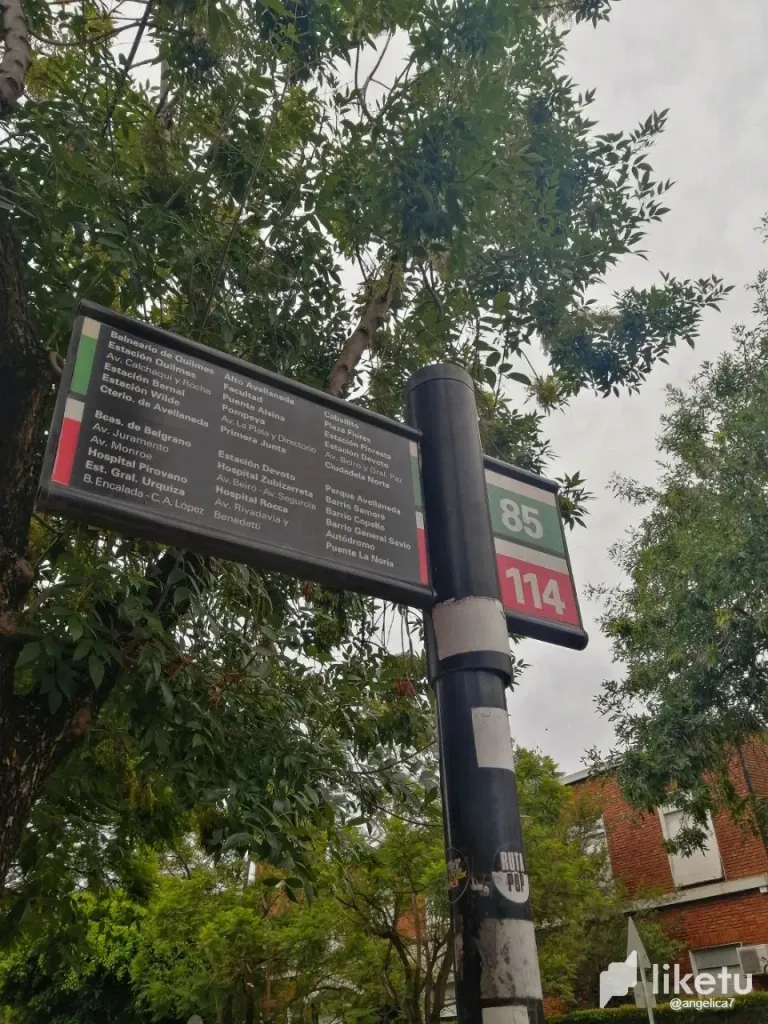 Balneario de Quilmes
Estación Quilmes
Av. Calchaquí y Rocha
Estación Bernal
Estación Wilde
Cterio. de Avellaneda
Alto Avellaneda
Facultad
Puente Alsina
Pompeya
Av. La Plata y Directorio
Primera Junta
Caballito
Plaza Flores
Estación Floresta
Estación Devoto
Av. Beiró y Gral. Paz
Ciudadela Norte
Bcas. de Belgrano
Av. Juramento
Av. Monroe
Hospital Pirovano
Est. Gral. Urquiza
B. Encalada - C. A. López
Estación Devoto
Hospital Zubizarreta
Av. Beiró - Av. Segurola
Hospital Rocca
Av. Rivadavia y
Benedetti
Parque Avellaneda
Barrio Samoré
Barrio Copello
Barrio General Savio
Autódromo
Puente La Noria
85
114
RUTA
POP
liketu
@angelica7